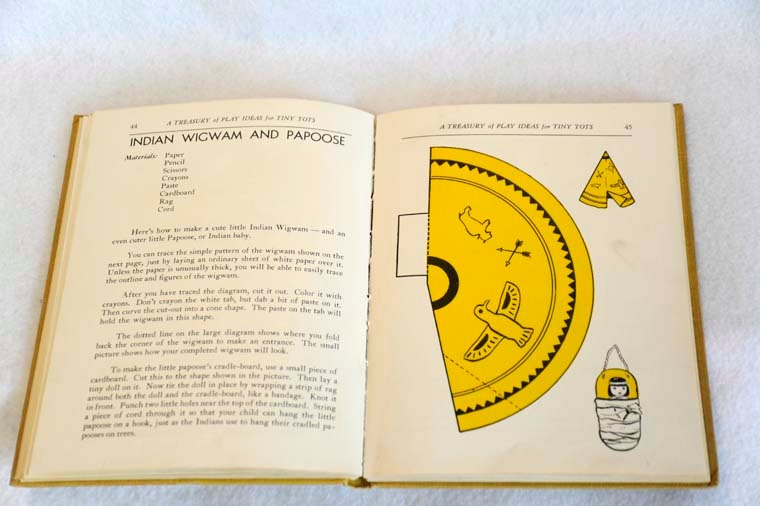 44
A TREASURY of PLAY IDEAS for TINY TOTS
INDIAN WIGWAM AND PAPOOSE
Materials: Paper
Pencil
Scissors
Crayons
Paste
Cardboard
Rag
Cord
Here's how to make a cute little Indian Wigwam — and an
even cuter little Papoose, or Indian baby.
You can trace the simple pattern of the wigwam shown on the
next page, just by laying an ordinary sheet of white paper over it.
Unless the paper is unusually thick, you will be able to easily trace
the outline and figures of the wigwam.
After you have traced the diagram, cut it out. Color it with
crayons. Don't crayon the white tab, but dab a bit of paste on it.
Then curve the cut-out into a cone shape. The paste on the tab will
hold the wigwam in this shape.
The dotted line on the large diagram shows where you fold
back the corner of the wigwam to make an entrance. The small
picture shows how your completed wigwam will look.
To make the little papoose's cradle-board, use a small piece of
cardboard. Cut this to the shape shown in the picture. Then lay a
tiny doll on it. Now tie the doll in place by wrapping a strip of rag
around both the doll and the cradle-board, like a bandage. Knot it
in front. Punch two little holes near the top of the cardboard. String
a piece of cord through it so that your child can hang the little
papoose on a hook, just as the Indians use to hang their cradled pa-
pooses on trees.
A TREASURY of PLAY IDEAS for TINY TOTS
45